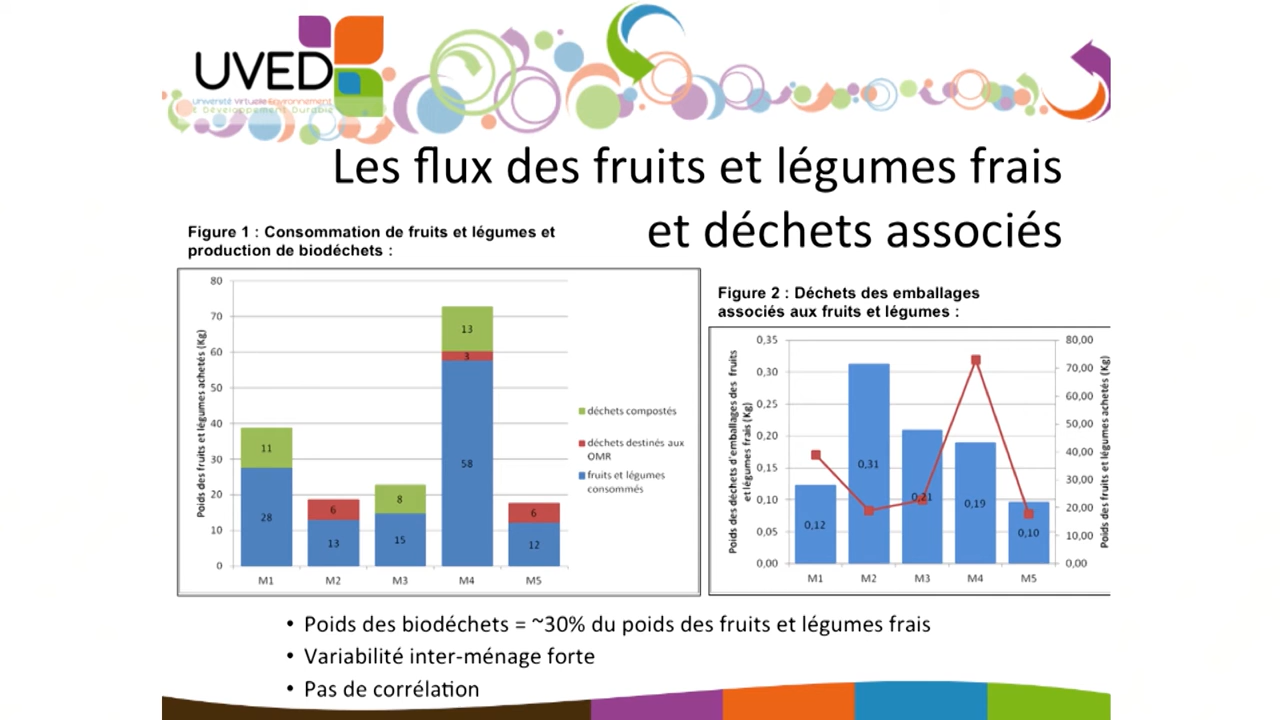 UVED
Université Virtuelle Environnement
et Développement Durable
Les flux des fruits et légumes frais
et déchets associés
Figure 1 : Consommation de fruits et légumes et
production de biodéchets :
Poids des fruits et légumes achetés (Kg)
80
70
60
50
40
30
20
10
0
11
28
6
13
8
15
13
3
58
6
12
M1 M2 M3 M4 M5
déchets compostés
déchets destinés aux
OMR
fruits et légumes
consommés
Figure 2 : Déchets des emballages
associés aux fruits et légumes :
Poids des déchets d'emballages des fruits
et légumes frais (Kg)
0,35
0,30
0,25
0,20
0,15
0,10
0,05
0,00
0,12
0,31
0,21
0,19
0,10
M1 M2 M3 M4 M5
80,00
70,00
60,00
50,00
40,00
30,00
20,00
10,00
0,00
Poids des fruits et légumes achetés (Kg)
• Poids des biodéchets = ~30% du poids des fruits et légumes frais
• Variabilité inter-ménage forte
• Pas de corrélation